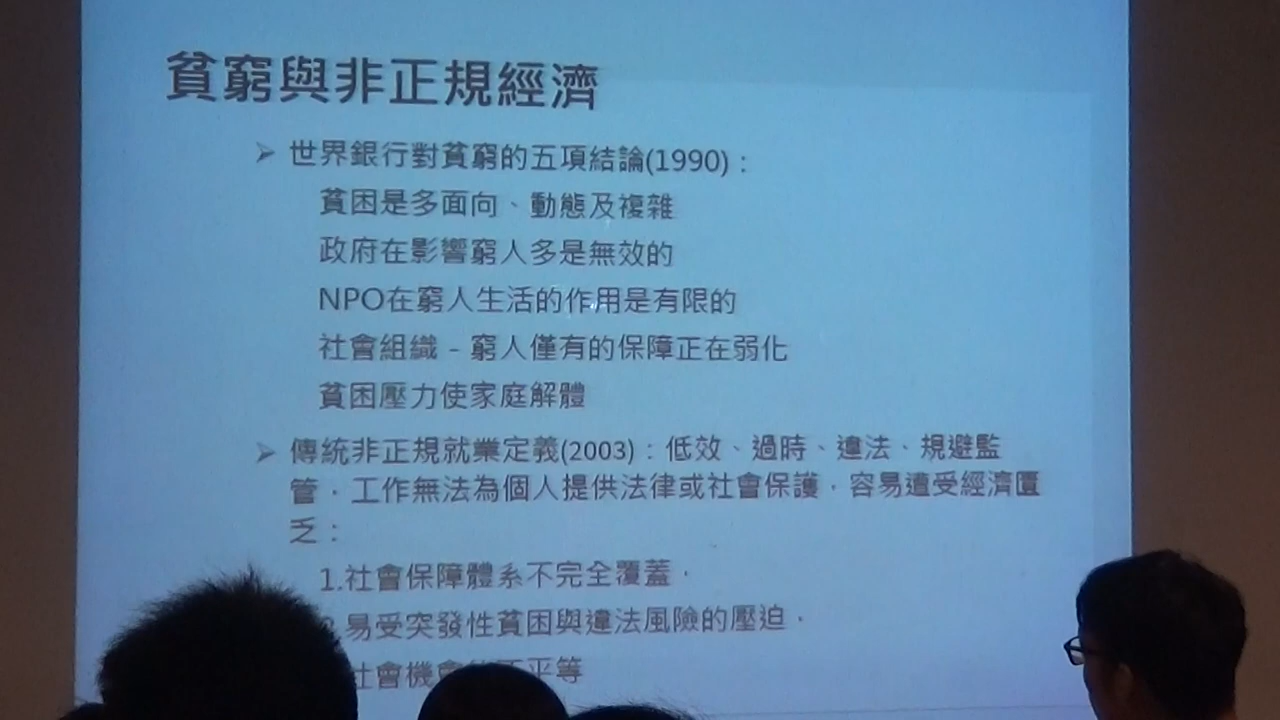 貧窮與非正規經濟
➢ 世界銀行對貧窮的五項結論(1990)：
貧困是多面向、動態及複雜
政府在影響窮人多是無效的
NPO在窮人生活的作用是有限的
社會組織－窮人僅有的保障正在弱化
貧困壓力使家庭解體
➢ 傳統非正規就業定義(2003)：低效、過時、違法、規避監
管，工作無法為個人提供法律或社會保護，容易遭受經濟匱
乏：
1.社會保障體系不完全覆蓋，
易受突發性貧困與違法風險的壓迫，
社會機會 不平等